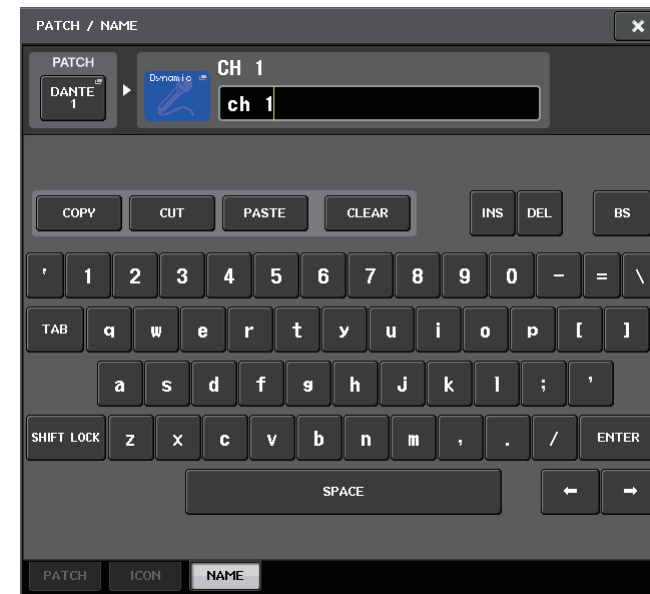 PATCH / NAME
PATCH
DANTE
1
Dynamic
CH 1
ch 1
COPY CUT PASTE CLEAR INS DEL BS
' 1 2 3 4 5 6 7 8 9 0 - = \
TAB q w e r t y u i o p [ ]
a s d f g h j k l ; '
SHIFT LOCK z x c v b n m , . / ENTER
SPACE ← →
PATCH ICON NAME